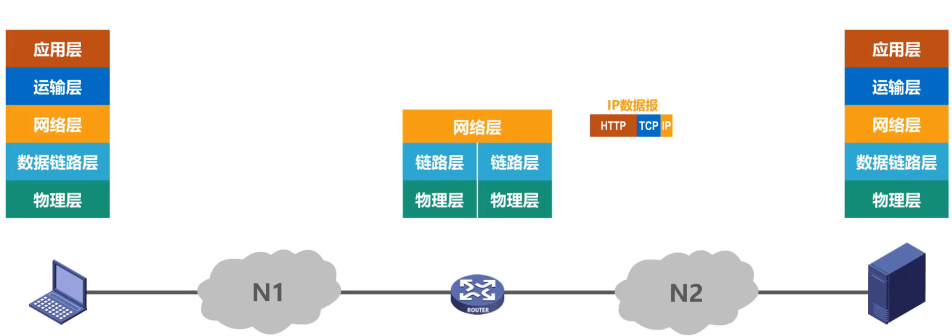 应用层
运输层
网络层
数据链路层
物理层
网络层
链路层 链路层
物理层 物理层
IP数据报
HTTP TCP IP
应用层
运输层
网络层
数据链路层
物理层
N1
ROUTER
N2